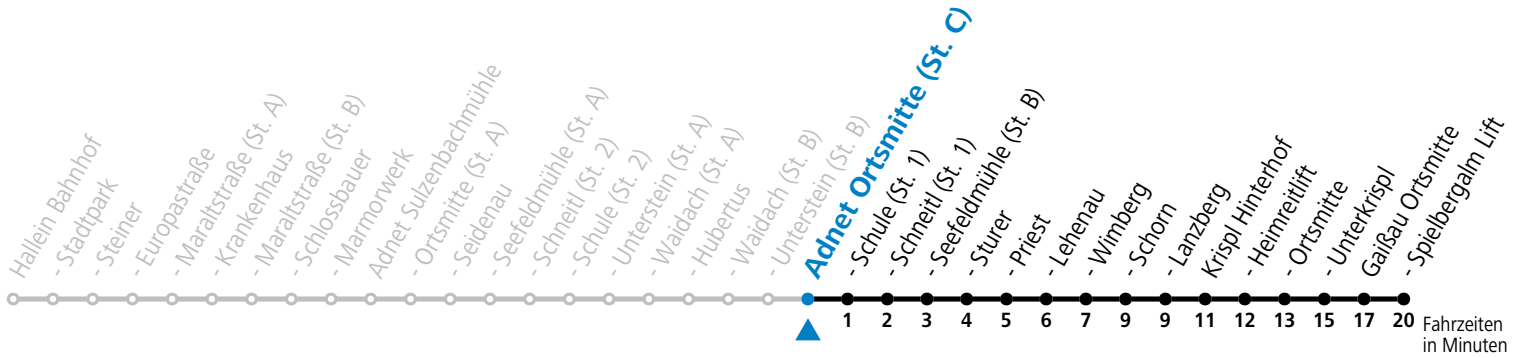 Hallein Bahnhof
- Stadtpark
- Steiner
- Europastraße
- Maraltstraße (St. A)
- Krankenhaus
- Maraltstraße (St. B)
- Schlossbauer
- Marmorwerk
Adnet Sulzenbachmühle
- Ortsmitte (St. A)
- Seidenau
- Seefeldmühle (St. A)
- Schneitl (St. 2)
- Schule (St. 2)
- Unterstein (St. A)
- Waidach (St. A)
- Hubertus
- Waidach (St. B)
- Unterstein (St. B)
Adnet Ortsmitte (St. C)
- Schule (St. 1)
- Schneitl (St. 1)
- Seefeldmühle (St. B)
- Sturer
- Priest
- Lehenau
- Wimberg
- Schorn
- Lanzberg
Krispl Hinterhof
- Heimreitlift
- Ortsmitte
- UnterKrispl
Gaißau Ortsmitte
- Spielbergalm Lift
1 2 3 4 5 6 7 9 9 11 12 13 15 17 20 Fahrzeiten
in Minuten